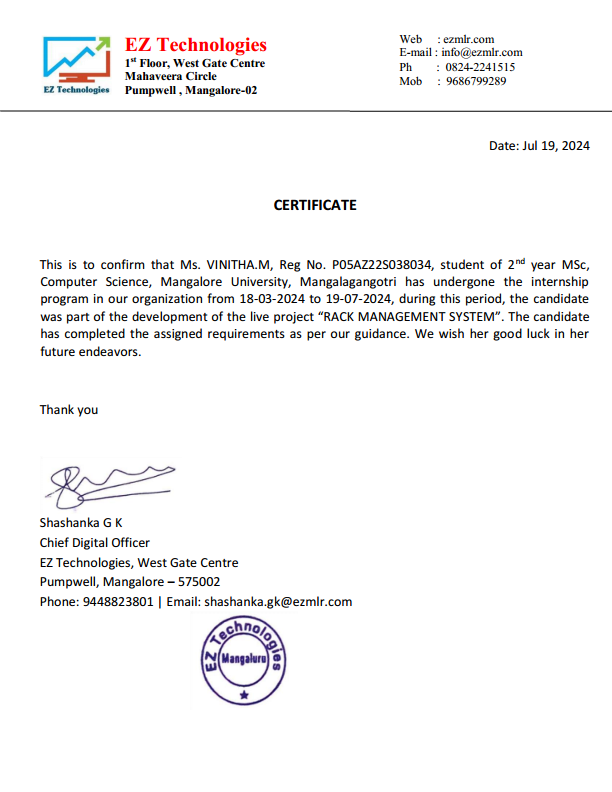 EZ Technologies
EZ Technologies
1st Floor, West Gate Centre
Mahaveera Circle
Pumpwell , Mangalore-02
Web : ezmlr.com
E-mail : info@ezmlr.com
Ph : 0824-2241515
Mob : 9686799289
Date: Jul 19, 2024
CERTIFICATE
This is to confirm that Ms. VINITHA.M, Reg No. P05AZ22S038034, student of 2nd year MSc,
Computer Science, Mangalore University, Mangalagangotri has undergone the internship
program in our organization from 18-03-2024 to 19-07-2024, during this period, the candidate
was part of the development of the live project “RACK MANAGEMENT SYSTEM”. The candidate
has completed the assigned requirements as per our guidance. We wish her good luck in her
future endeavors.
Thank you
Shashanka G K
Chief Digital Officer
EZ Technologies, West Gate Centre
Pumpwell, Mangalore – 575002
Phone: 9448823801 | Email: shashanka.gk@ezmlr.com
EZ Technologies
Mangaluru